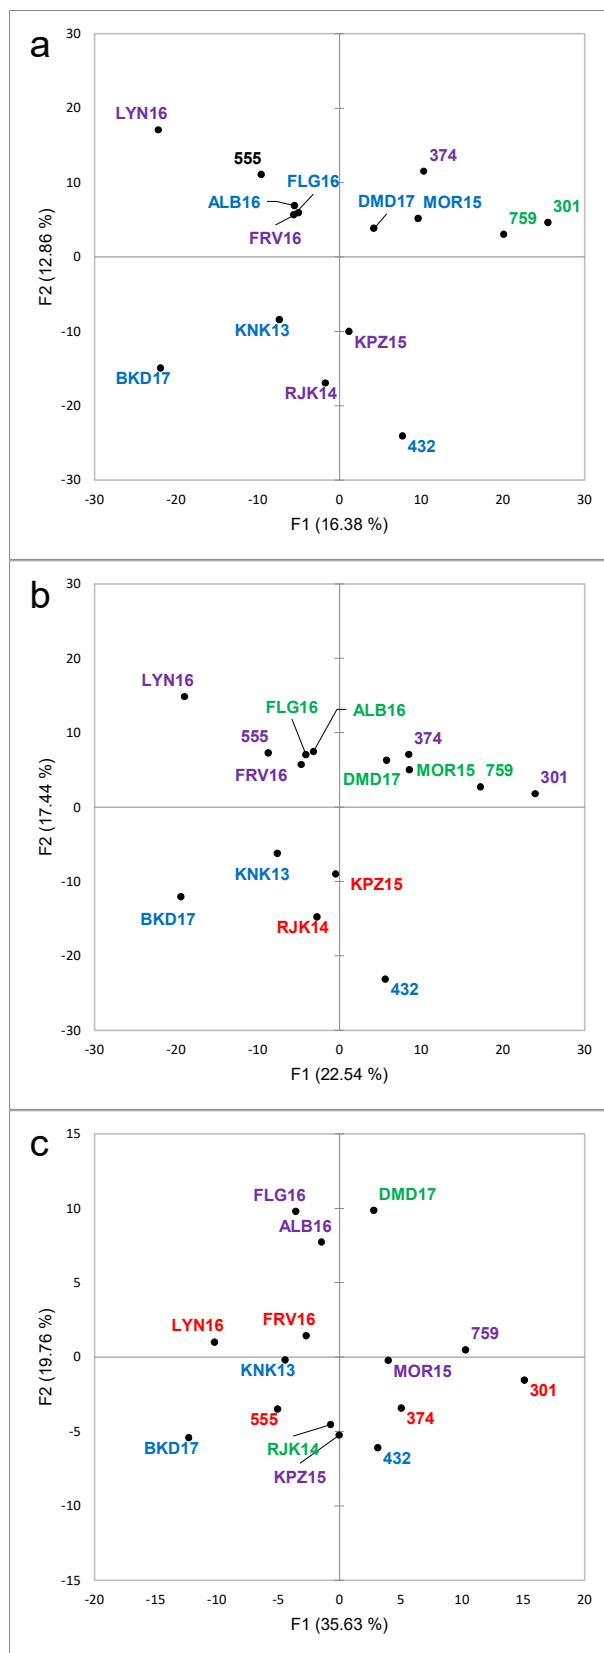 a
30
LYN16
20
555
374
FLG16
ALB16
DMD17
MOR15
301
10
759
FRV16
0
F2 (12.86 %)
KNK13
-10
KPZ15
BKD17
RJK14
-20
432
-30
-30 -20 -10 0 10 20 30
F1 (16.38 %)
b
30
LYN16
20
FLG16
ALB16
555
374
10
FRV16
DMD17
MOR15
759
301
0
F2 (17.44 %)
KNK13
KPZ15
-10
BKD17
RJK14
-20
432
-30
-30 -20 -10 0 10 20 30
F1 (22.54 %)
c
15
FLG16
DMD17
10
ALB16
5
LYN16
FRV16
759
0
F2 (19.76 %)
KNK13
MOR15
301
555
374
-5
BKD17
RJK14
432
KPZ15
-10
-15
-20 -10 -5 0 5 10 15 20
F1 (35.63 %)